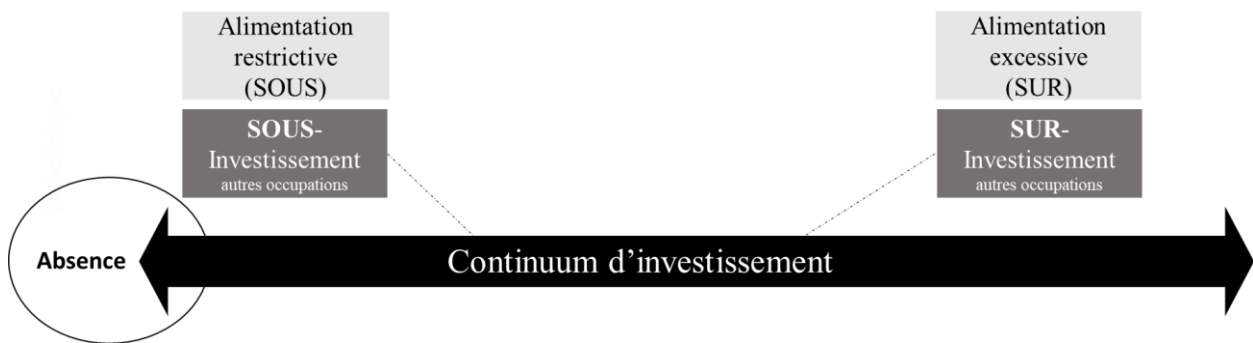 Alimentation
restrictive
(SOUS)
SOUS-
Investissement
autres occupations
Alimentation
excessive
(SUR)
SUR-
Investissement
autres occupations
Absence
Continuum d’investissement